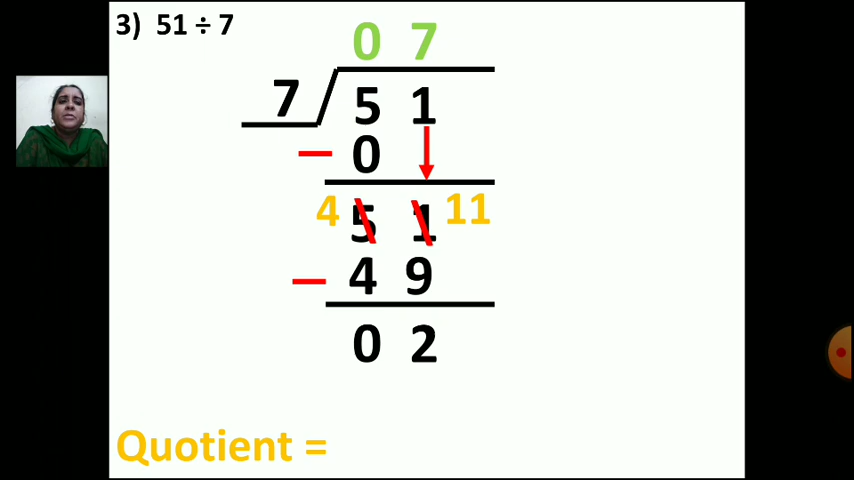 3) 51 ÷ 7
0 7
7 5 1
– 0
4 5 1 11
– 4 9
0 2
Quotient =